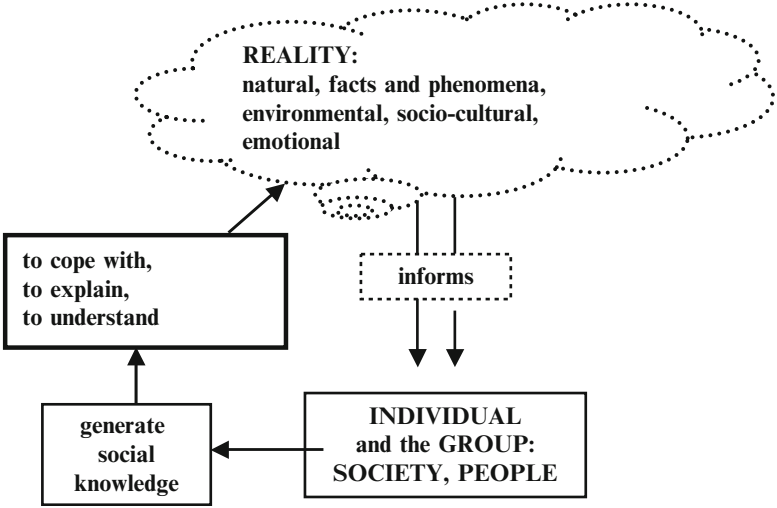 REALITY:
natural, facts and phenomena,
environmental, socio-cultural,
emotional
informs
INDIVIDUAL
and the GROUP:
SOCIETY, PEOPLE
generate
social
knowledge
to cope with,
to explain,
to understand